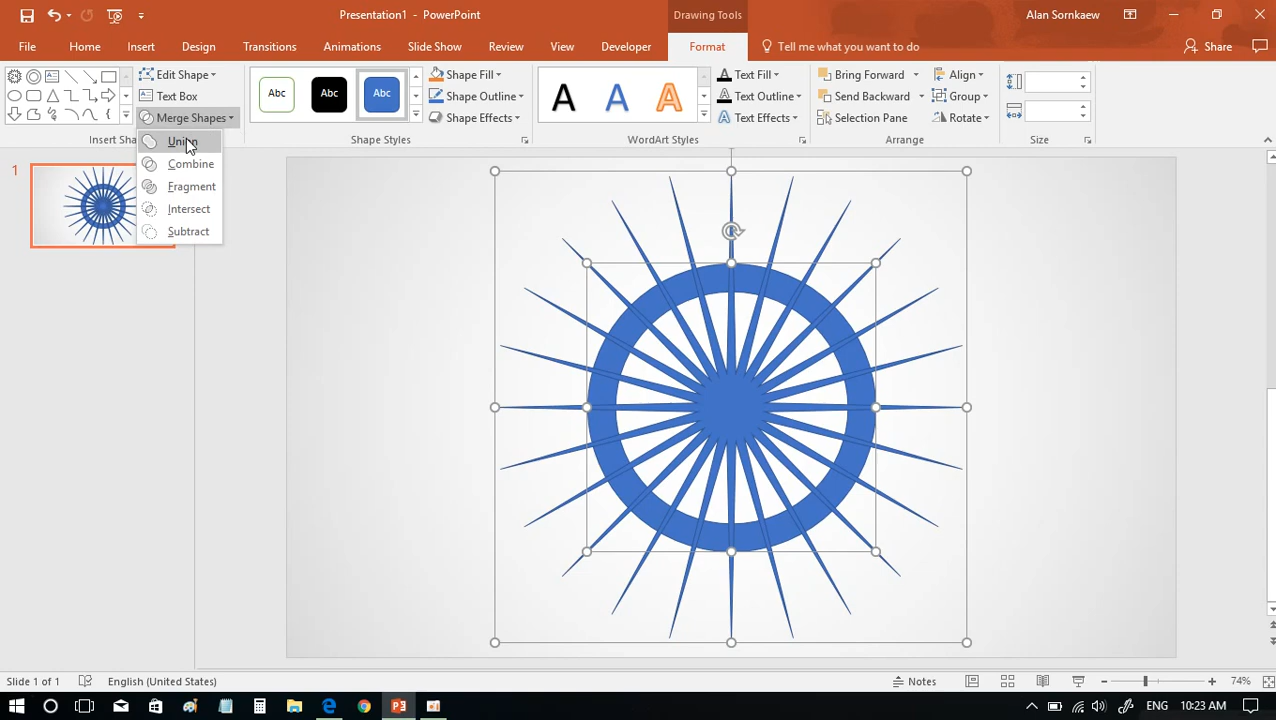 Presentation1 - PowerPoint
Drawing Tools
Alan Sornkaew
File Home Insert Design Transitions Animations Slide Show Review View Developer Format Tell me what you want to do Share
Edit Shape
Text Box
Merge Shapes
Insert Sha
Union
Combine
Fragment
Intersect
Subtract
Abc Abc Abc
Shape Fill
Shape Outline
Shape Effects
Shape Styles
A A A
Text Fill
Text Outline
Text Effects
WordArt Styles
Bring Forward
Send Backward
Selection Pane
Align
Group
Rotate
Arrange
Size
1
Slide 1 of 1 English (United States) Notes 74%
ENG 10:23 AM